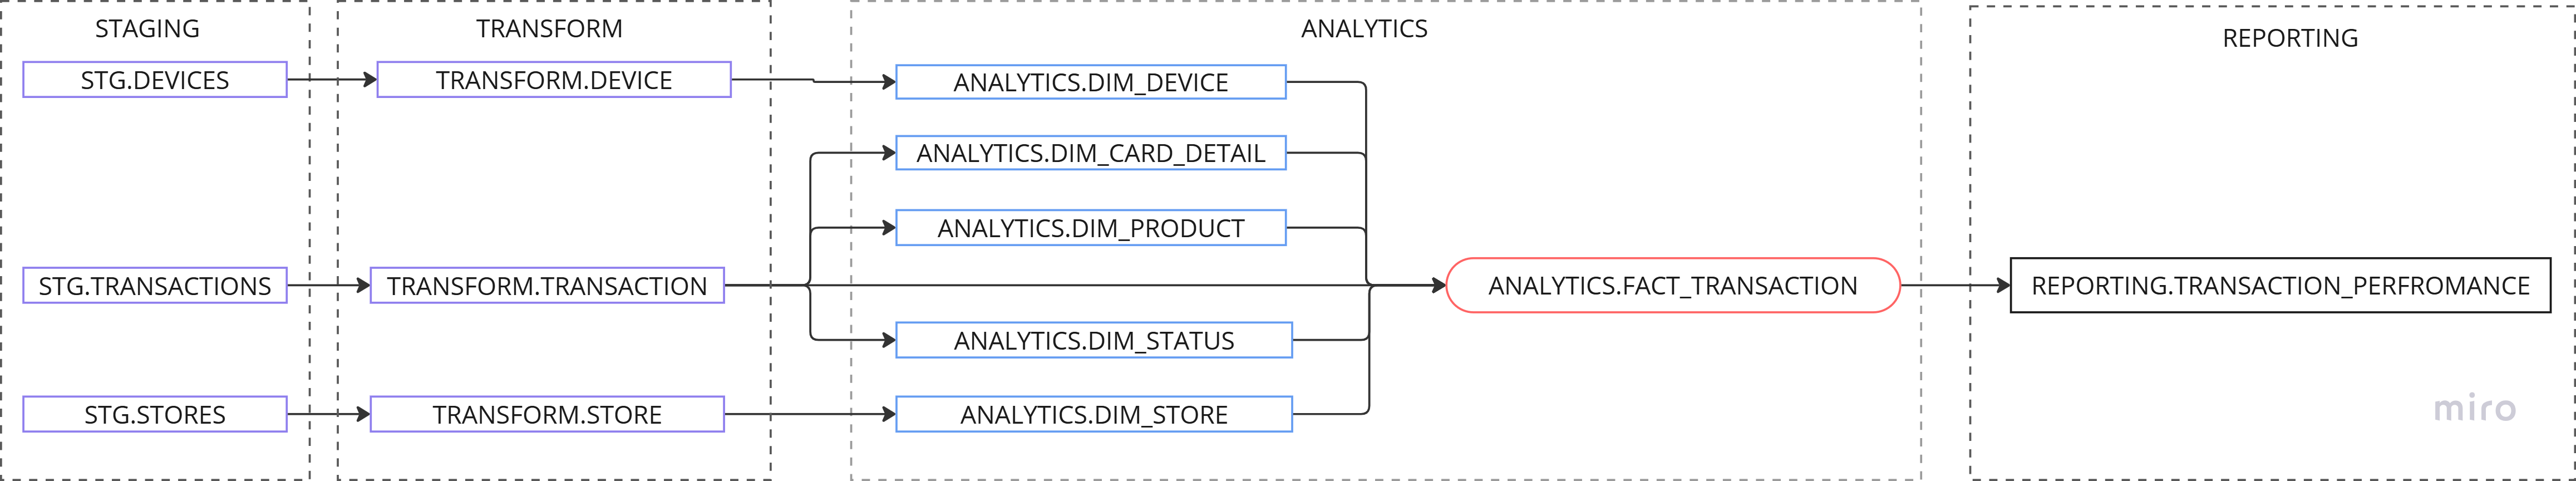 STAGING
TRANSFORM
ANALYTICS
REPORTING
STG.DEVICES
TRANSFORM.DEVICE
ANALYTICS.DIM_DEVICE
ANALYTICS.DIM_CARD_DETAIL
ANALYTICS.DIM_PRODUCT
STG.TRANSACTIONS
TRANSFORM.TRANSACTION
ANALYTICS.FACT_TRANSACTION
REPORTING.TRANSACTION_PERFROMANCE
ANALYTICS.DIM_STATUS
STG.STORES
TRANSFORM.STORE
ANALYTICS.DIM_STORE
miro